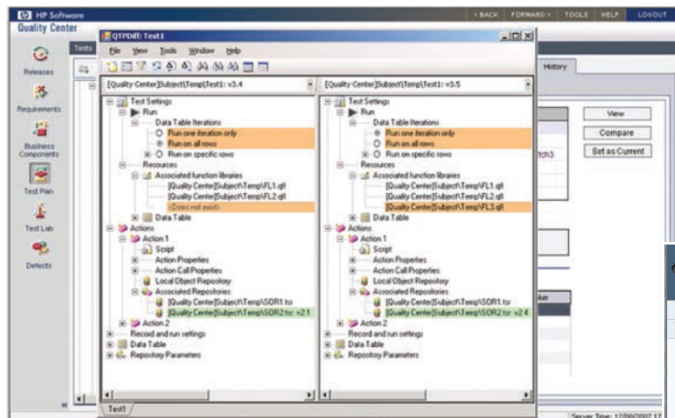 HP Software
Quality Center
BACK FORWARD TOOLS HELP LOGOUT
Releases
Requirements
Business Components
Test Plan
Test Lab
Defects
Tests
QTPDiff: Test1
File View Tools Window Help
[Quality Center]Subject\Temp\Test1: v3.4
Test Settings
Run
Data Table Iterations
Run one iteration only
Run on all rows
Run on specific rows
Resources
Associated function libraries
[Quality Center]Subject\Temp\FL1.qfl
[Quality Center]Subject\Temp\FL2.qfl
<Does not exist>
Data Table
Actions
Action 1
Script
Action Properties
Action Call Properties
Local Object Repository
Associated Repositories
[Quality Center]Subject\Temp\SOR1.tsr
[Quality Center]Subject\Temp\SOR2.tsr: v2.1
Action 2
Record and run settings
Data Table
Repository Parameters
[Quality Center]Subject\Temp\Test1: v3.5
Test Settings
Run
Data Table Iterations
Run one iteration only
Run on all rows
Run on specific rows
Resources
Associated function libraries
[Quality Center]Subject\Temp\FL1.qfl
[Quality Center]Subject\Temp\FL2.qfl
[Quality Center]Subject\Temp\FL3.qfl
Data Table
Actions
Action 1
Script
Action Properties
Action Call Properties
Local Object Repository
Associated Repositories
[Quality Center]Subject\Temp\SOR1.tsr
[Quality Center]Subject\Temp\SOR2.tsr: v2.4
Action 2
Record and run settings
Data Table
Repository Parameters
Test1
History
View
Compare
Set as Current
Server Time: 12/09/2007 17